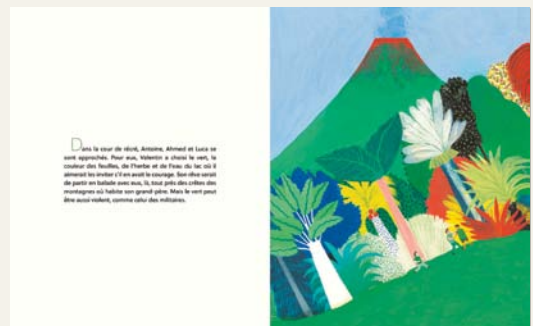 Dans la cour de récré, Antoine, Ahmed et Luca se
sont approchés. Pour eux, Valentin a choisi le vert, la
couleur des feuilles, de l'herbe et de l'eau du lac où il
aimerait les inviter s'il en avait le courage. Son rêve serait
de partir en balade avec eux, là, tout près des crêtes des
montagnes où habite son grand-père. Mais le vert peut
être aussi violent, comme celui des militaires.